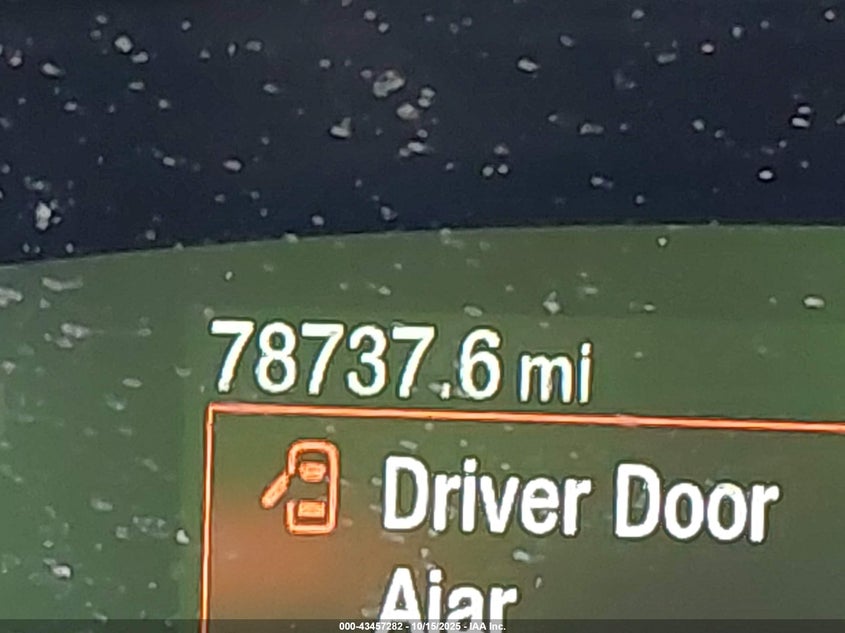 78737.6 mi
Driver Door
Ajar
000-43457282 - 10/15/2025 - IAA Inc.